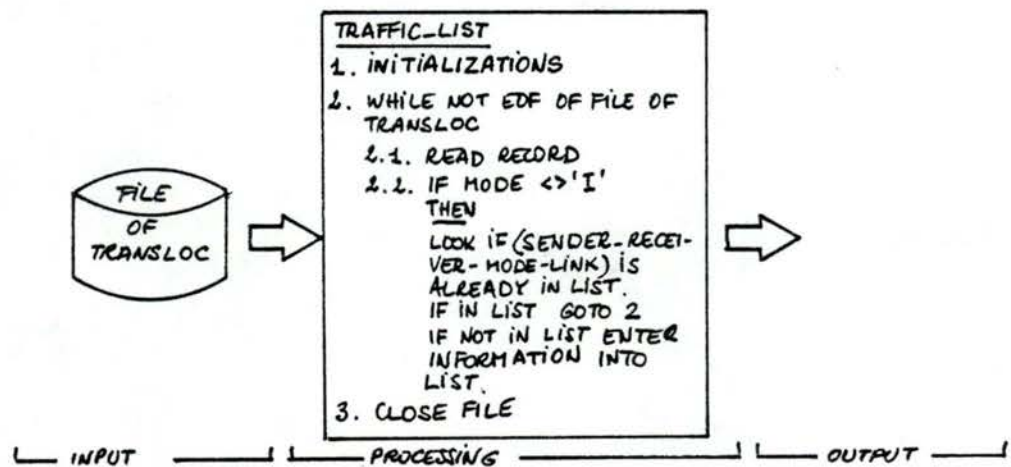 FILE
OF
TRANSLOC
TRAFFIC_LIST
1. INITIALIZATIONS
2. WHILE NOT EOF OF FILE OF
TRANSLOC
2.1. READ RECORD
2.2. IF MODE <>'I'
THEN
LOOK IF (SENDER-RECEI-
VER-MODE-LINK) IS
ALREADY IN LIST.
IF IN LIST GOTO 2
IF NOT IN LIST ENTER
INFORMATION INTO
LIST.
3. CLOSE FILE
INPUT
PROCESSING
OUTPUT